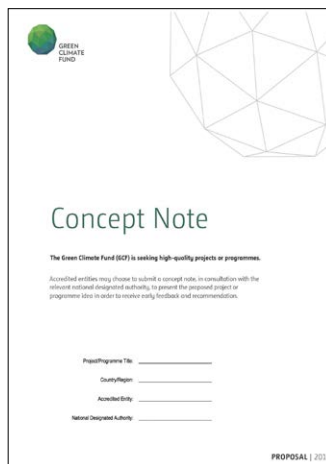 GREEN
CLIMATE
FUND
Concept Note
The Green Climate Fund (GCF) is seeking high-quality projects or programmes.
Accredited entities may choose to submit a concept note, in consultation with the
relevant national designated authority, to present the proposed project or
programme idea in order to receive early feedback and recommendation.
Project/Programme Title:
Country/Region:
Accredited Entity:
National Designated Authority:
PROPOSAL | 201